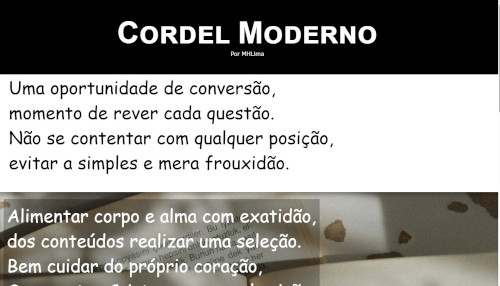 CORDEL MODERNO
Por MHLima
Uma oportunidade de conversão,
momento de rever cada questão.
Não se contentar com qualquer posição,
evitar a simples e mera frouxidão.
Alimentar corpo e alma com exatidão,
dos conteúdos realizar uma seleção.
Bem cuidar do próprio coração,